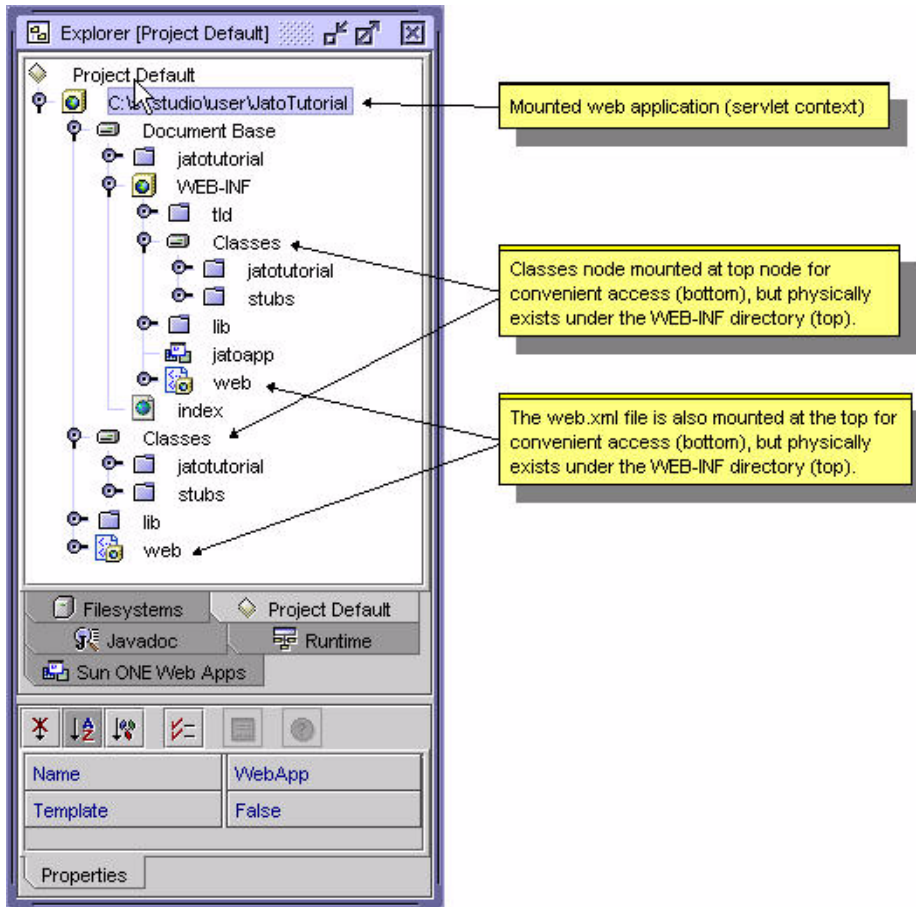 Explorer [Project Default]
Project Default
C:\ studio\user\JatoTutorial
Mounted web application (servlet context)
Document Base
jatotutorial
WEB-INF
tld
Classes
jatotutorial
stubs
Classes node mounted at top node for
convenient access (bottom), but physically
exists under the WEB-INF directory (top).
lib
jatoapp
web
index
The web.xml file is also mounted at the top for
convenient access (bottom), but physically
exists under the WEB-INF directory (top).
Classes
jatotutorial
stubs
lib
web
Filesystems
Project Default
Javadoc
Runtime
Sun ONE Web Apps
Name WebApp
Template False
Properties